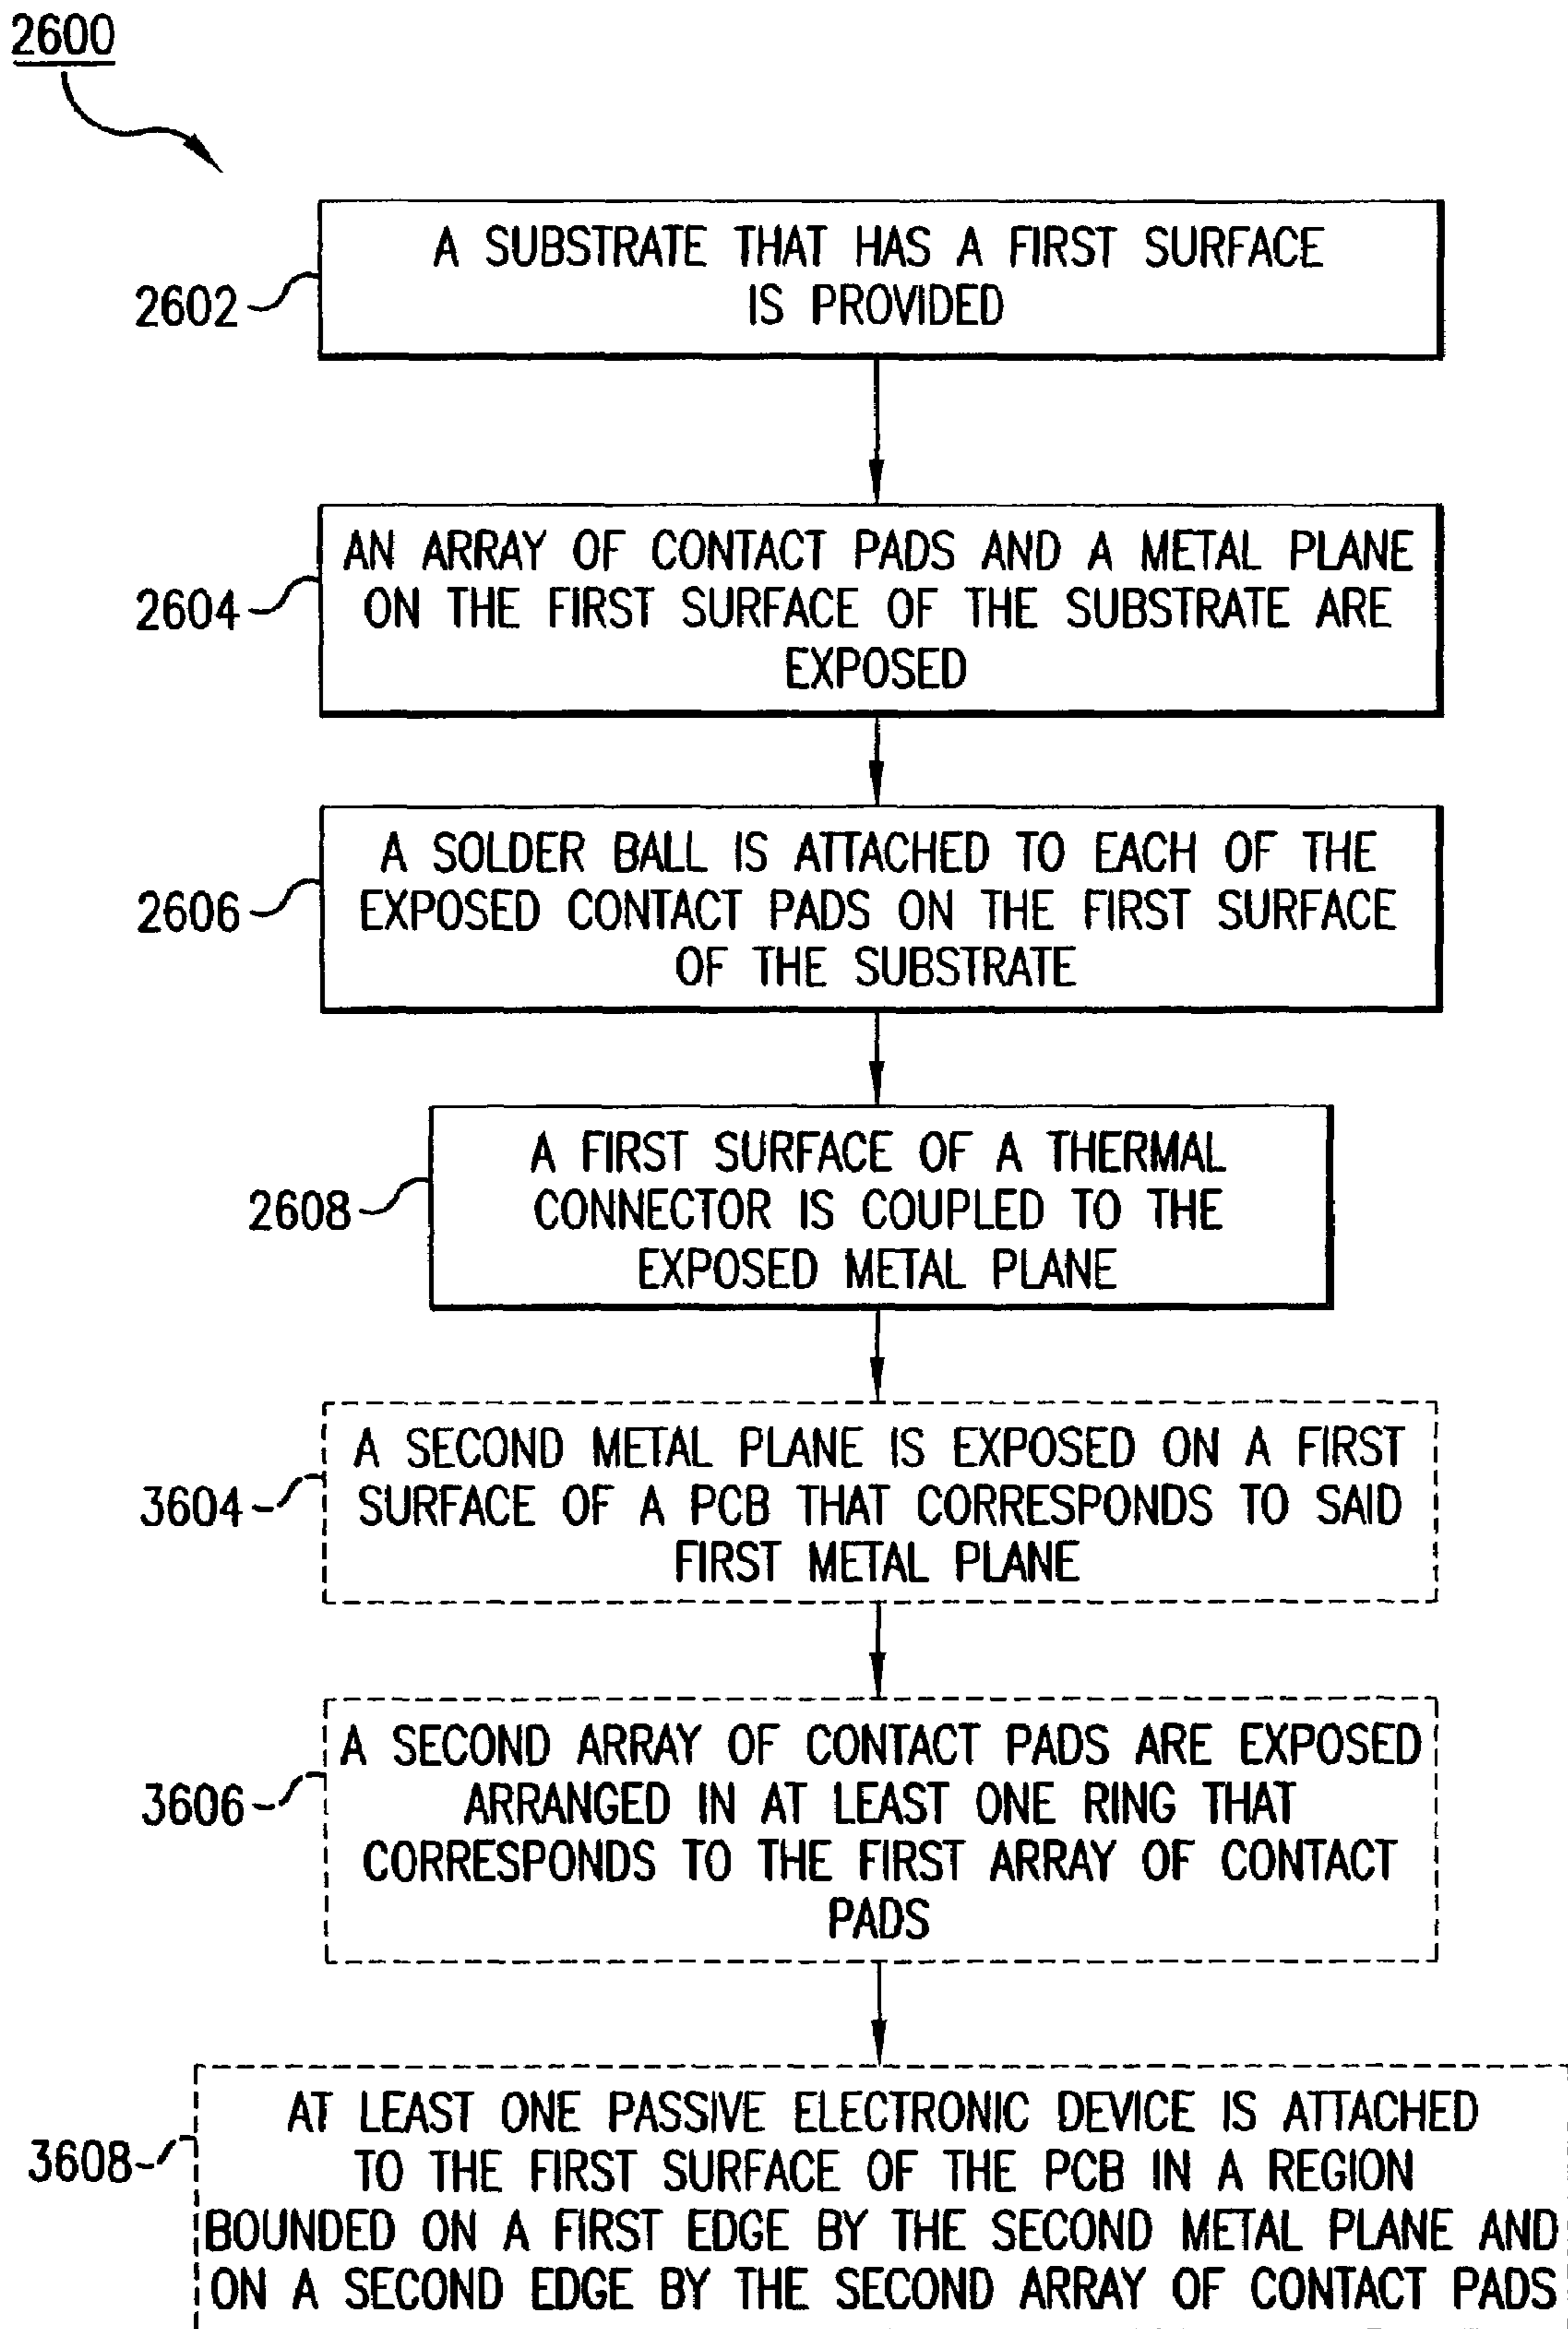 2600
A SUBSTRATE THAT HAS A FIRST SURFACE
IS PROVIDED
2602
AN ARRAY OF CONTACT PADS AND A METAL PLANE
ON THE FIRST SURFACE OF THE SUBSTRATE ARE
EXPOSED
2604
A SOLDER BALL IS ATTACHED TO EACH OF THE
EXPOSED CONTACT PADS ON THE FIRST SURFACE
OF THE SUBSTRATE
2606
A FIRST SURFACE OF A THERMAL
CONNECTOR IS COUPLED TO THE
EXPOSED METAL PLANE
2608
A SECOND METAL PLANE IS EXPOSED ON A FIRST
SURFACE OF A PCB THAT CORRESPONDS TO SAID
FIRST METAL PLANE
3604
A SECOND ARRAY OF CONTACT PADS ARE EXPOSED
ARRANGED IN AT LEAST ONE RING THAT
CORRESPONDS TO THE FIRST ARRAY OF CONTACT
PADS
3606
AT LEAST ONE PASSIVE ELECTRONIC DEVICE IS ATTACHED
TO THE FIRST SURFACE OF THE PCB IN A REGION
BOUNDED ON A FIRST EDGE BY THE SECOND METAL PLANE AND
ON A SECOND EDGE BY THE SECOND ARRAY OF CONTACT PADS
3608